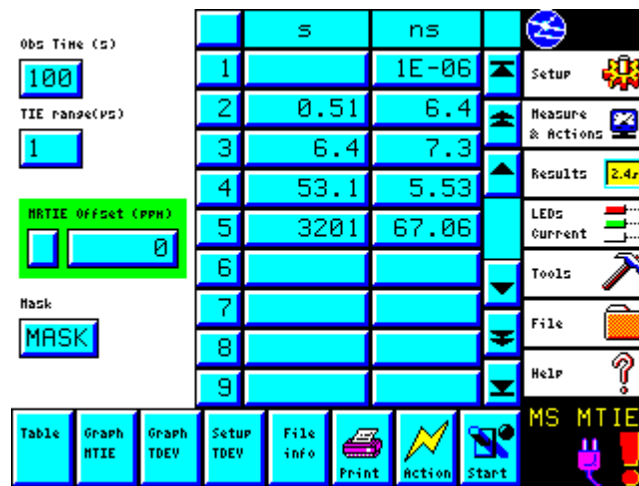 Obs Time (s)
100
TIE range(µs)
1
MRTIE Offset (PPM)
0
Mask
MASK
s ns
1 1E-06
2 0.51 6.4
3 6.4 7.3
4 53.1 5.53
5 3201 67.06
6
7
8
9
Setup
Measure
& Actions
Results 2.4
LEDs
Current
Tools
File
Help
MS MTIE
Table
Graph
MTIE
Graph
TDEV
Setup
TDEV
File
info
Print
Action
Start